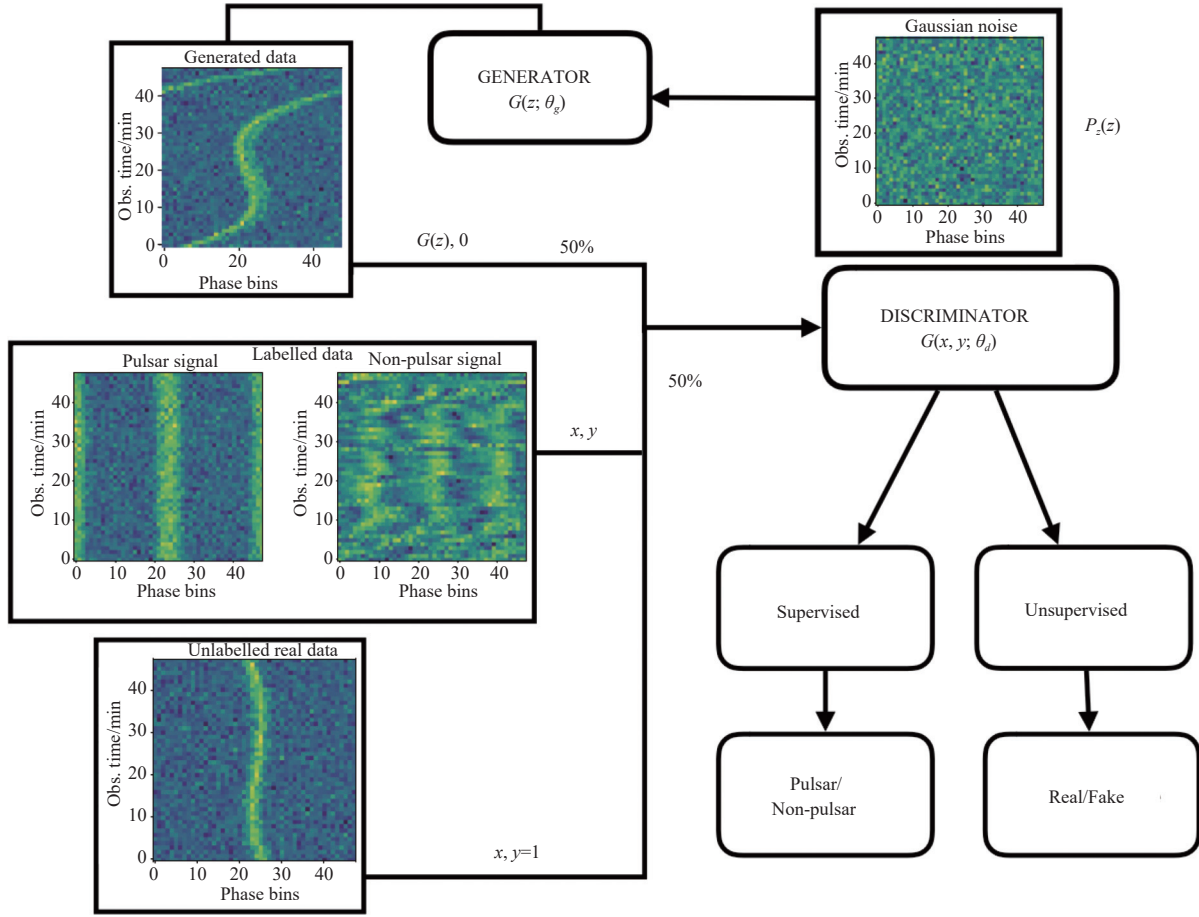 Generated data
Obs. time/min
40
30
20
10
0
0
20
40
Phase bins
GENERATOR
G(z; θg)
Gaussian noise
Obs. time/min
40
30
20
10
0
0
10
20
30
40
Phase bins
Pz(z)
G(z), 0
50%
DISCRIMINATOR
G(x, y; θd)
50%
Labelled data
Pulsar signal
Obs. time/min
40
30
20
10
0
0
10
20
30
40
Phase bins
Non-pulsar signal
Obs. time/min
40
30
20
10
0
0
10
20
30
40
Phase bins
x, y
Unlabelled real data
Obs. time/min
40
30
20
10
0
0
10
20
30
40
Phase bins
x, y=1
Supervised
Unsupervised
Pulsar/
Non-pulsar
Real/Fake